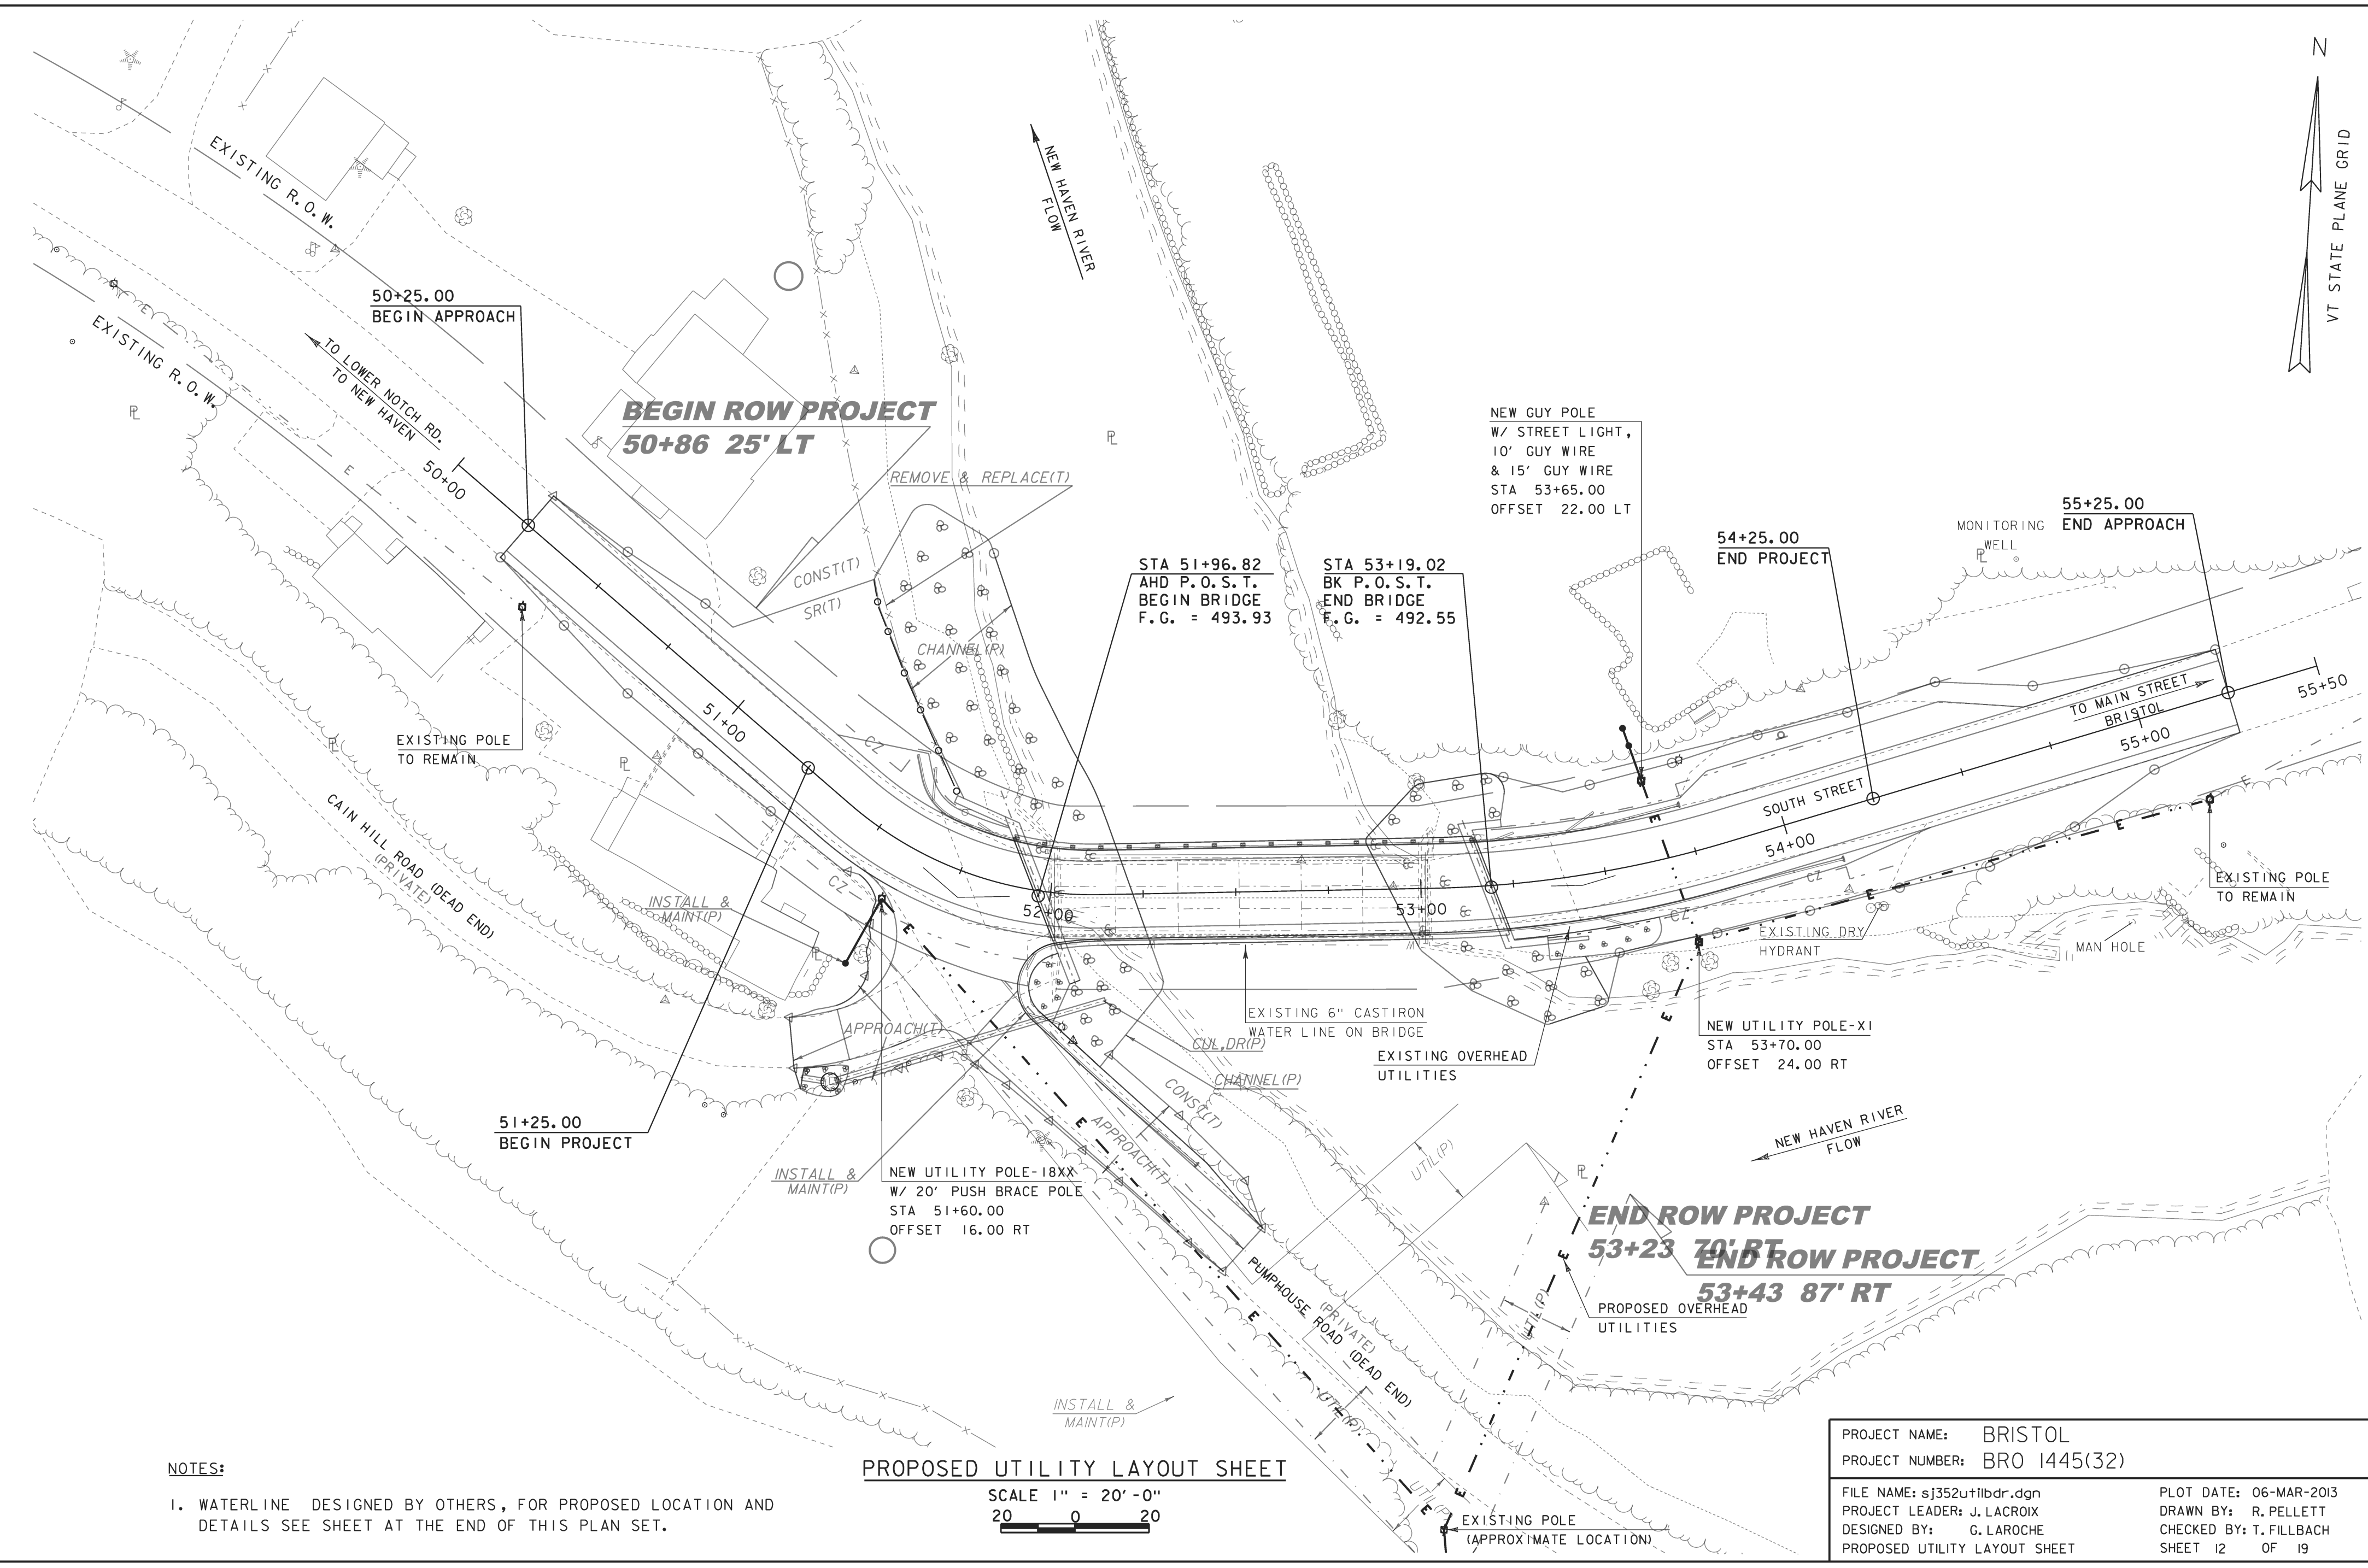 N
VT STATE PLANE GRID
EXISTING R.O.W.
EXISTING R.O.W.
E
50+25.00
BEGIN APPROACH
TO LOWER NOTCH RD.
TO NEW HAVEN
E
50+00
NEW HAVEN RIVER
FLOW
BEGIN ROW PROJECT
50+86 25' LT
REMOVE & REPLACE(T)
CONST(T)
SR(T)
CHANNEL(P)
NEW GUY POLE
W/ STREET LIGHT,
10' GUY WIRE
& 15' GUY WIRE
STA 53+65.00
OFFSET 22.00 LT
STA 51+96.82
AHD P.O.S.T.
BEGIN BRIDGE
F.G. = 493.93
STA 53+19.02
BK P.O.S.T.
END BRIDGE
F.G. = 492.55
54+25.00
END PROJECT
MONITORING
WELL
55+25.00
END APPROACH
EXISTING POLE
TO REMAIN
51+00
CZ
TO MAIN STREET
BRISTOL
55+50
55+00
SOUTH STREET
54+00
CAIN HILL ROAD (DEAD END)
(PRIVATE)
INSTALL &
MAINT(P)
CZ
E
52+00
53+00
E
CZ
CZ
E
E
E
E
EXISTING POLE
TO REMAIN
EXISTING DRY
HYDRANT
MAN HOLE
APPROACH(T)
EXISTING 6" CASTIRON
WATER LINE ON BRIDGE
CUL,DR(P)
CHANNEL(P)
CONST(T)
APPROACH(T)
E
EXISTING OVERHEAD
UTILITIES
E
NEW UTILITY POLE-X1
STA 53+70.00
OFFSET 24.00 RT
51+25.00
BEGIN PROJECT
INSTALL &
MAINT(P)
NEW UTILITY POLE-18XX
W/ 20' PUSH BRACE POLE
STA 51+60.00
OFFSET 16.00 RT
NEW HAVEN RIVER
FLOW
UTIL(P)
END ROW PROJECT
53+23 70' RT
END ROW PROJECT
53+43 87' RT
E
PROPOSED OVERHEAD
UTILITIES
UTIL(P)
PUMPHOUSE ROAD (DEAD END)
(PRIVATE)
E
E
UTIL(P)
INSTALL &
MAINT(P)
UTIL(P)
E
E
EXISTING POLE
(APPROXIMATE LOCATION)
NOTES:
1. WATERLINE DESIGNED BY OTHERS, FOR PROPOSED LOCATION AND
DETAILS SEE SHEET AT THE END OF THIS PLAN SET.
PROPOSED UTILITY LAYOUT SHEET
SCALE 1" = 20'-0"
20 0 20
PROJECT NAME: BRISTOL
PROJECT NUMBER: BRO 1445(32)
FILE NAME: sj352utilbdr.dgn PLOT DATE: 06-MAR-2013
PROJECT LEADER: J. LACROIX DRAWN BY: R. PELLETT
DESIGNED BY: G. LAROCHE CHECKED BY: T. FILLBACH
PROPOSED UTILITY LAYOUT SHEET SHEET 12 OF 19